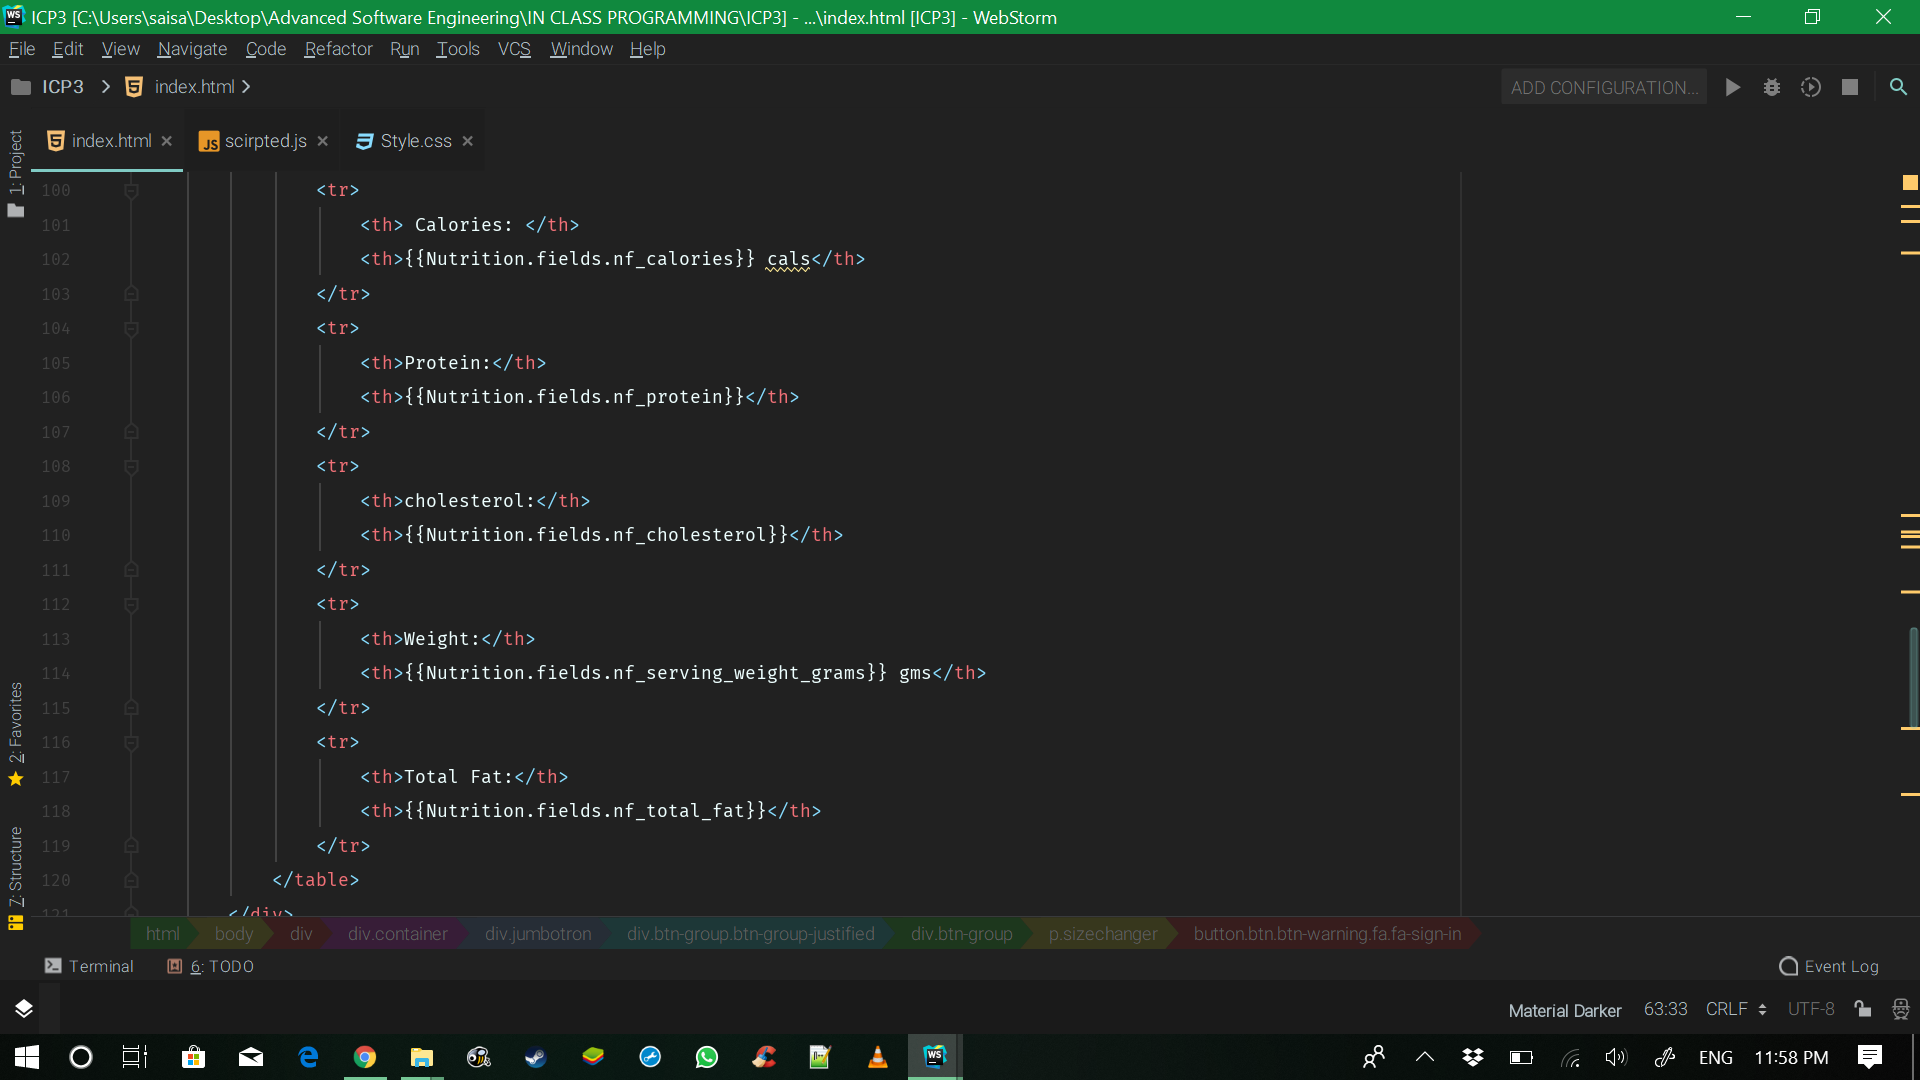 ICP3 [C:\Users\saisa\Desktop\Advanced Software Engineering\IN CLASS PROGRAMMING\ICP3] - ...\index.html [ICP3] - WebStorm
File Edit View Navigate Code Refactor Run Tools VCS Window Help
ICP3 index.html ADD CONFIGURATION...
index.html scirpted.js Style.css
1: Project
2: Favorites
7: Structure
100 <tr>
101 <th> Calories: </th>
102 <th>{{Nutrition.fields.nf_calories}} cals</th>
103 </tr>
104 <tr>
105 <th>Protein:</th>
106 <th>{{Nutrition.fields.nf_protein}}</th>
107 </tr>
108 <tr>
109 <th>cholesterol:</th>
110 <th>{{Nutrition.fields.nf_cholesterol}}</th>
111 </tr>
112 <tr>
113 <th>Weight:</th>
114 <th>{{Nutrition.fields.nf_serving_weight_grams}} gms</th>
115 </tr>
116 <tr>
117 <th>Total Fat:</th>
118 <th>{{Nutrition.fields.nf_total_fat}}</th>
119 </tr>
120 </table>
121 </div>
html body div div.container div.jumbotron div.btn-group.btn-group-justified div.btn-group p.sizechanger button.btn.btn-warning.fa.fa-sign-in
Terminal 6: TODO Event Log
Material Darker 63:33 CRLF UTF-8
ENG 11:58 PM